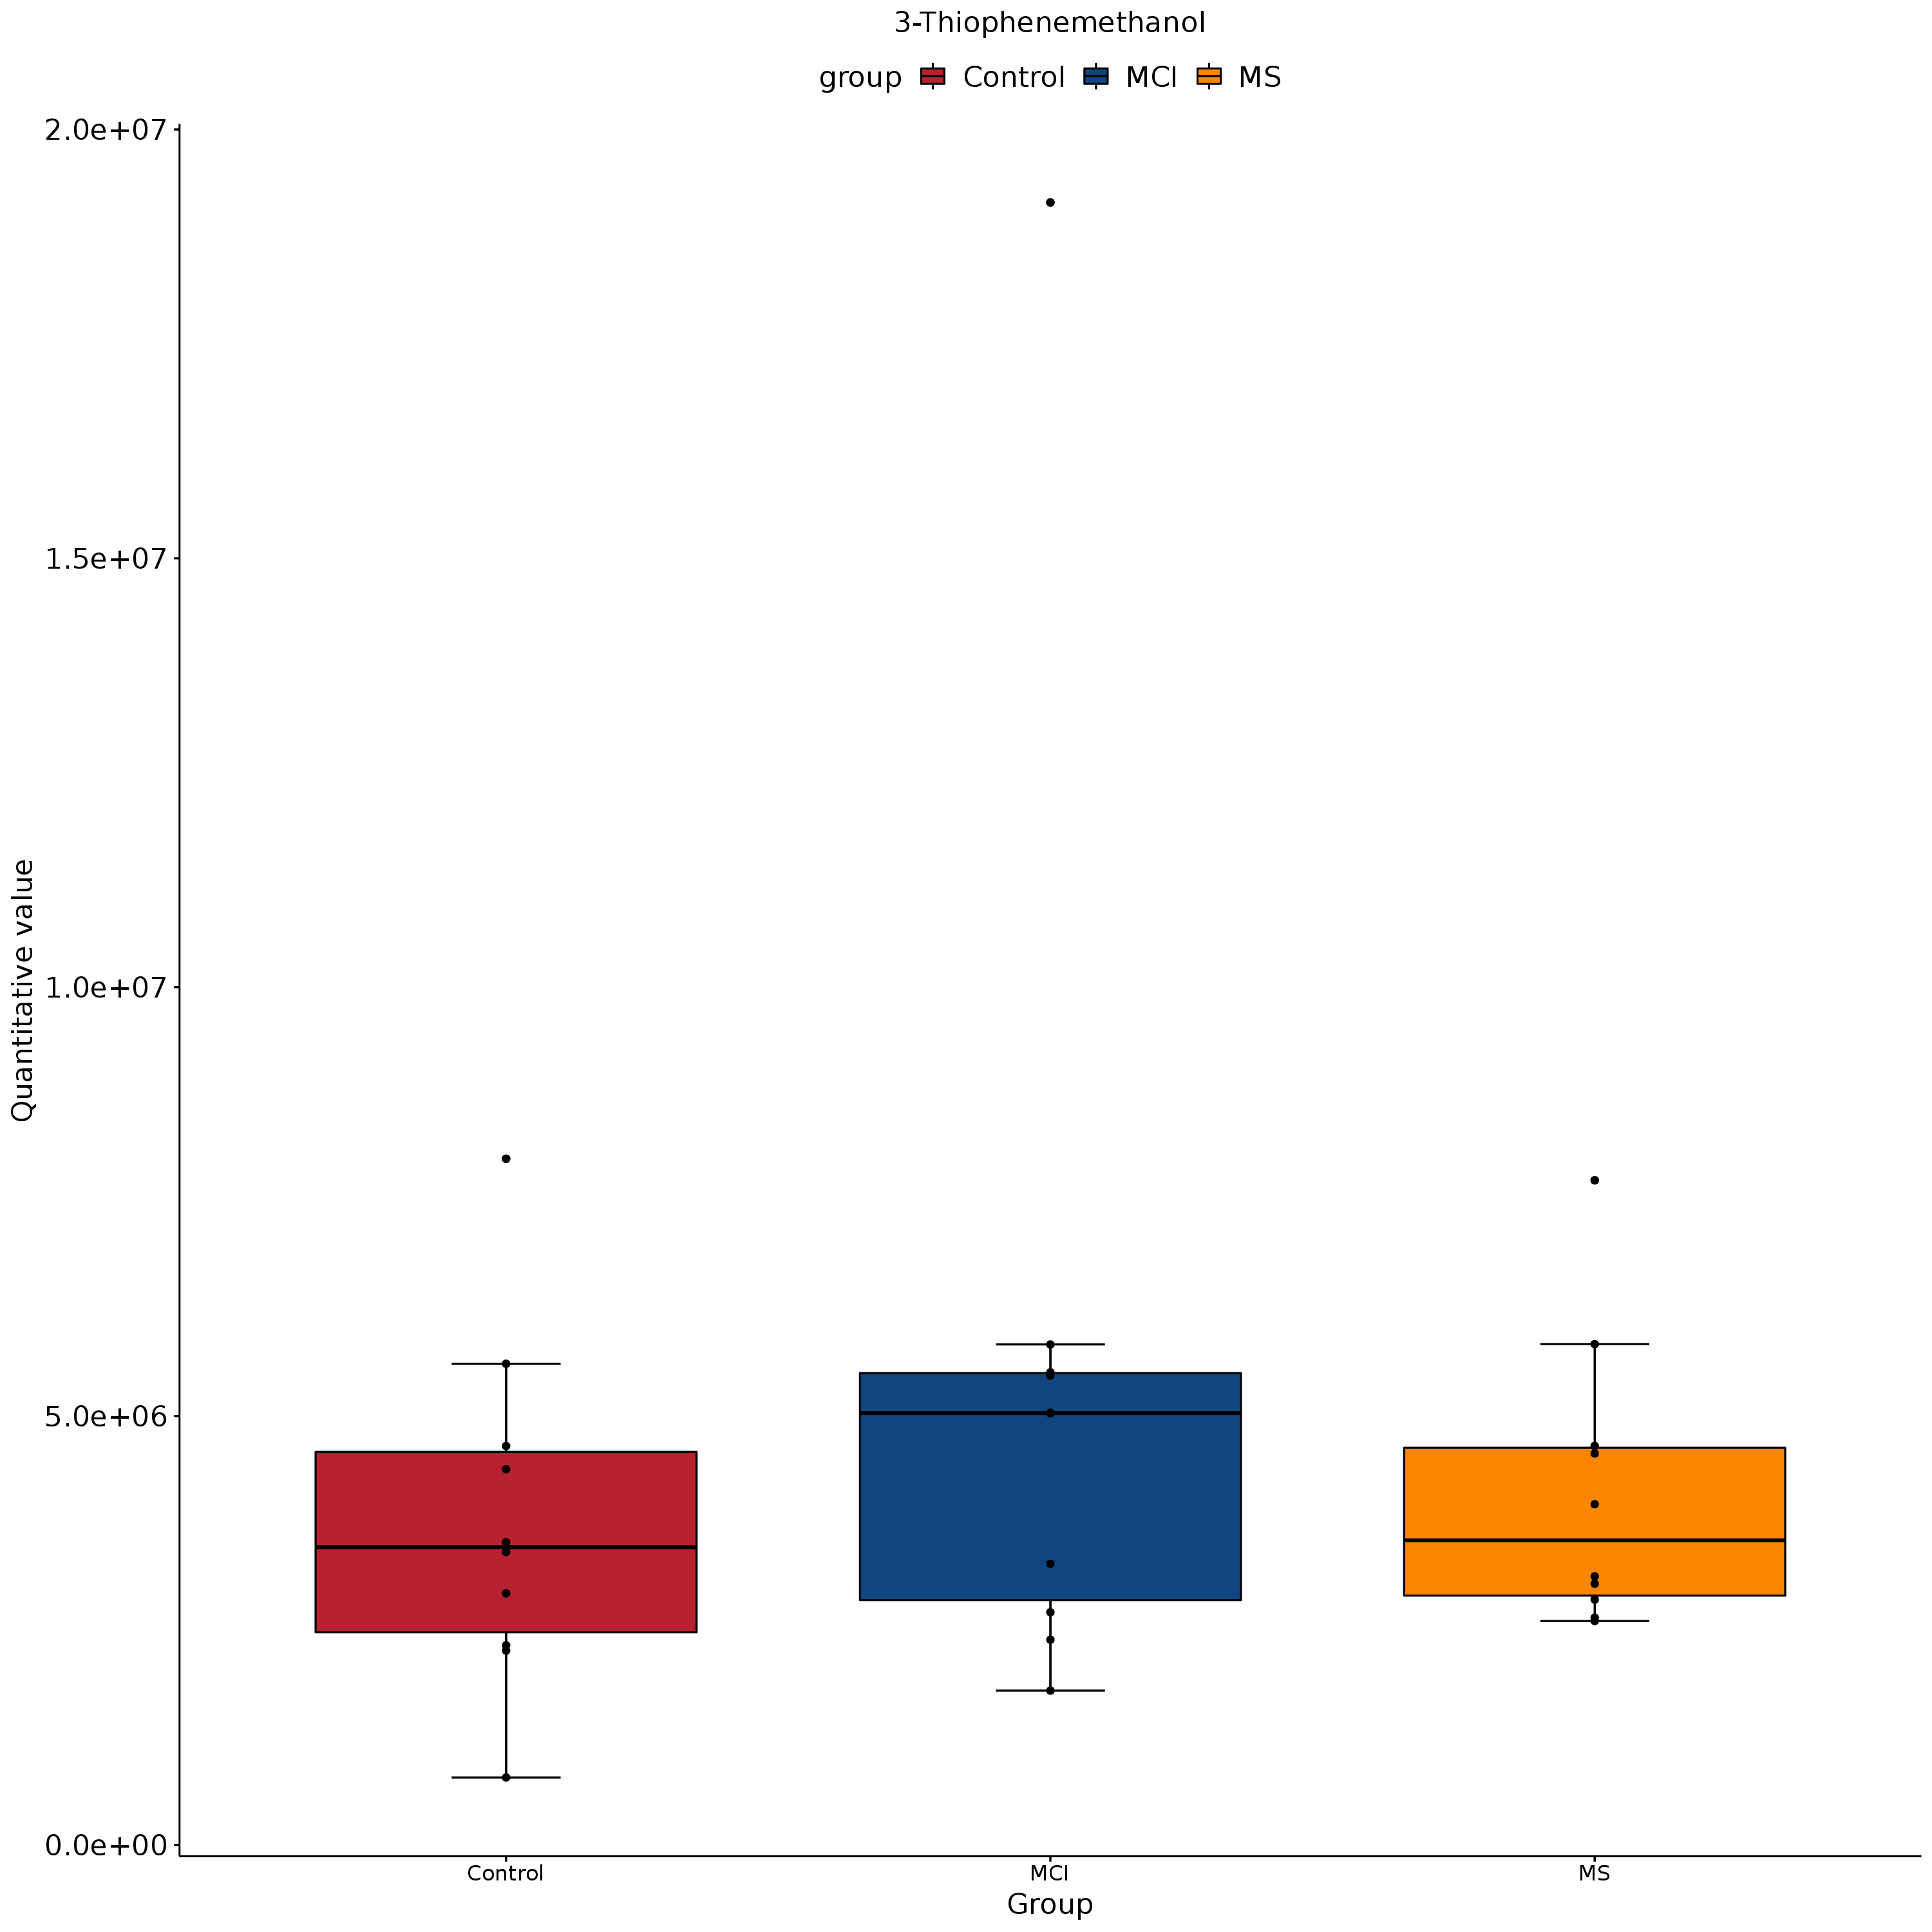 3-Thiophenemethanol
group Control MCI MS
2.0e+07
1.5e+07
1.0e+07
5.0e+06
0.0e+00
Quantitative value
Control MCI MS
Group